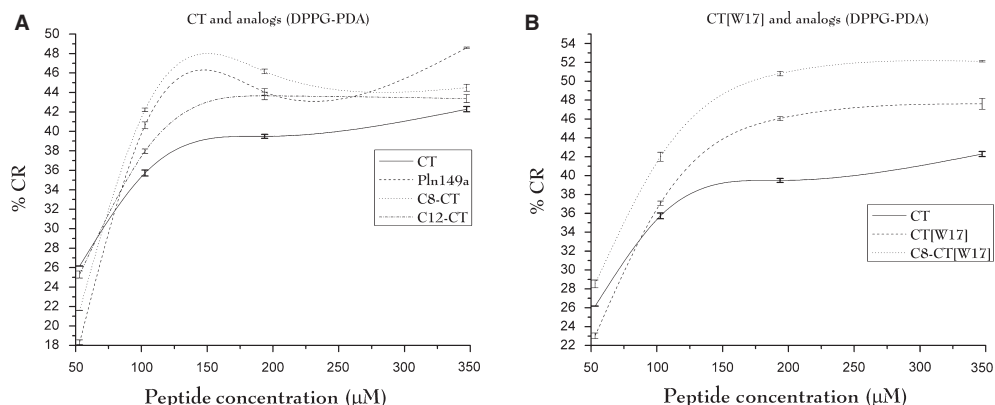 A
CT and analogs (DPPG-PDA)
50
48
46
44
42
40
38
36
34
32
30
28
26
24
22
20
18
% CR
CT
Pln149a
C8-CT
C12-CT
50 100 150 200 250 300 350
Peptide concentration (μM)
B
CT[W17] and analogs (DPPG-PDA)
54
52
50
48
46
44
42
40
38
36
34
32
30
28
26
24
22
% CR
CT
CT[W17]
C8-CT[W17]
50 100 150 200 250 300 350
Peptide concentration (μM)